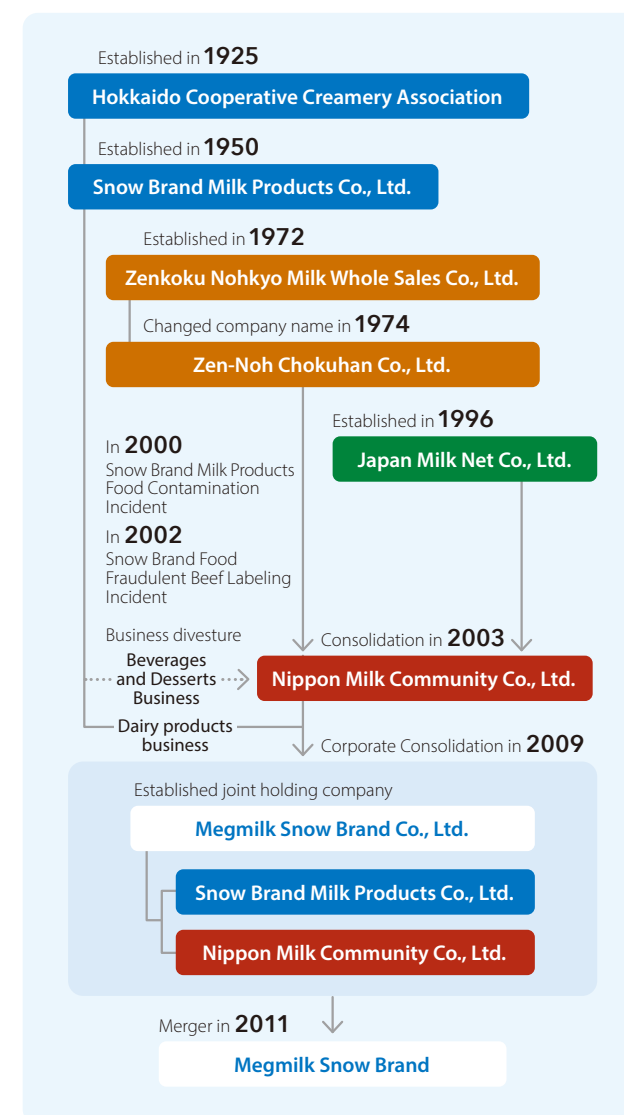 Established in 1925
Hokkaido Cooperative Creamery Association
Established in 1950
Snow Brand Milk Products Co., Ltd.
Established in 1972
Zenkoku Nohkyo Milk Whole Sales Co., Ltd.
Changed company name in 1974
Zen-Noh Chokuhan Co., Ltd.
Established in 1996
Japan Milk Net Co., Ltd.
In 2000
Snow Brand Milk Products
Food Contamination
Incident
In 2002
Snow Brand Food
Fraudulent Beef Labeling
Incident
Business divesture
Beverages
and Desserts
Business
Consolidation in 2003
Nippon Milk Community Co., Ltd.
Dairy products
business
Corporate Consolidation in 2009
Established joint holding company
Megmilk Snow Brand Co., Ltd.
Snow Brand Milk Products Co., Ltd.
Nippon Milk Community Co., Ltd.
Merger in 2011
Megmilk Snow Brand